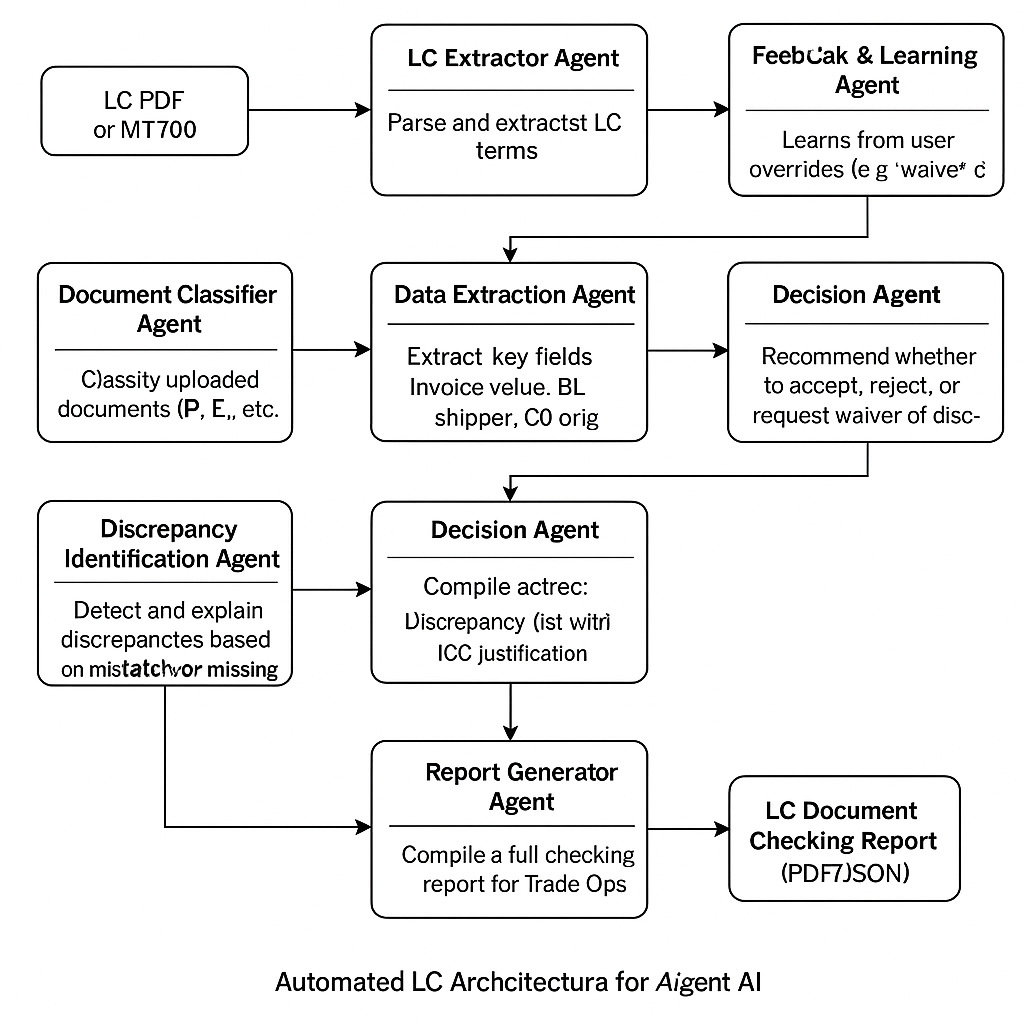 LC PDF
or MT700
LC Extractor Agent
Parse and extractst LC
terms
& Learning
Agent
Learns from user
overrides (e g ‘waive*
Document Classifier
Agent
C)assity uploaded
documents (P, E,, etc.
Data Extraction Agent
Extract key fields
Invoice velue. BL
shipper, C0 orig
Decision Agent
Recommend whether
to accept, reject, or
request waiver of disc-
Discrepancy
Identification Agent
Detect and explain
discrepanctes based
on missing
Decision Agent
Compile actrec:
Discrepancy (ist
ICC justification
Report Generator
Agent
Compile a full checking
report for Trade Ops
LC Document
Checking Report
(PDF7JSON)
Automated LC Archcitectura for Aigent AI